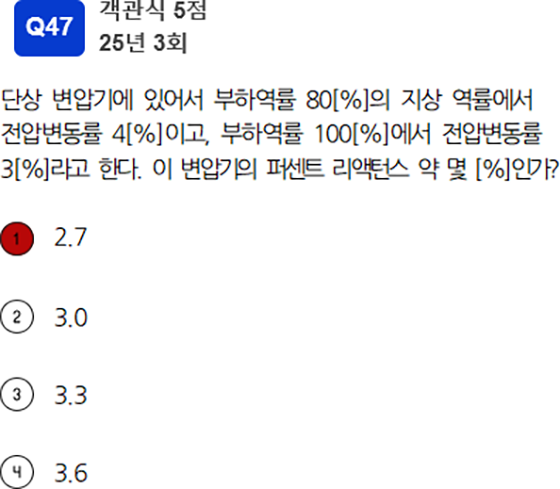 Q47
객관식 5점
25년 3회
단상 변압기에 있어서 부하역률 80[%]의 지상 역률에서
전압변동률 4[%]이고, 부하역률 100[%]에서 전압변동률
3[%]라고 한다. 이 변압기의 퍼센트 리액턴스 약 몇 [%]인가?
1 2.7
2 3.0
3 3.3
4 3.6